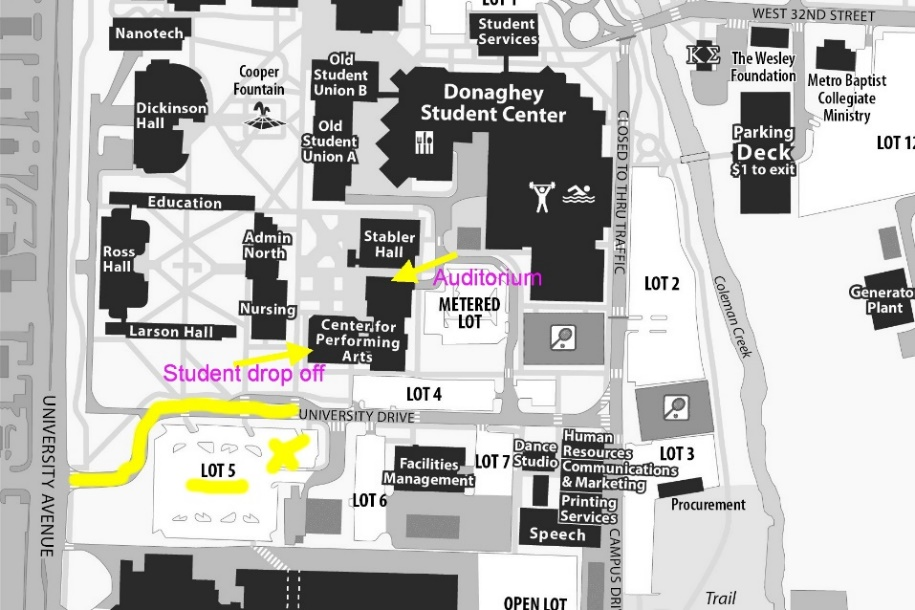 LOT 1
WEST 32ND STREET
Nanotech
Student
Services
ΚΣ
The Wesley
Foundation
Metro Baptist
Collegiate
Ministry
Old
Student
Union B
Cooper
Fountain
Donaghey
Student Center
Dickinson
Hall
Old
Student
Union A
CLOSED TO THRU TRAFFIC
Parking
Deck
$1 to exit
LOT 12
Education
Ross
Hall
Admin
North
Stabler
Hall
Auditorium
METERED
LOT
LOT 2
Coleman Creek
Generato
Plant
Nursing
Larson Hall
Center for
Performing
Arts
Student drop off
LOT 4
UNIVERSITY DRIVE
UNIVERSITY AVENUE
LOT 5
LOT 6
Facilities
Management
LOT 7
Dance
Studio
Human
Resources
Communications
& Marketing
Printing
Services
Speech
LOT 3
Procurement
CAMPUS DRI
OPEN LOT
Trail